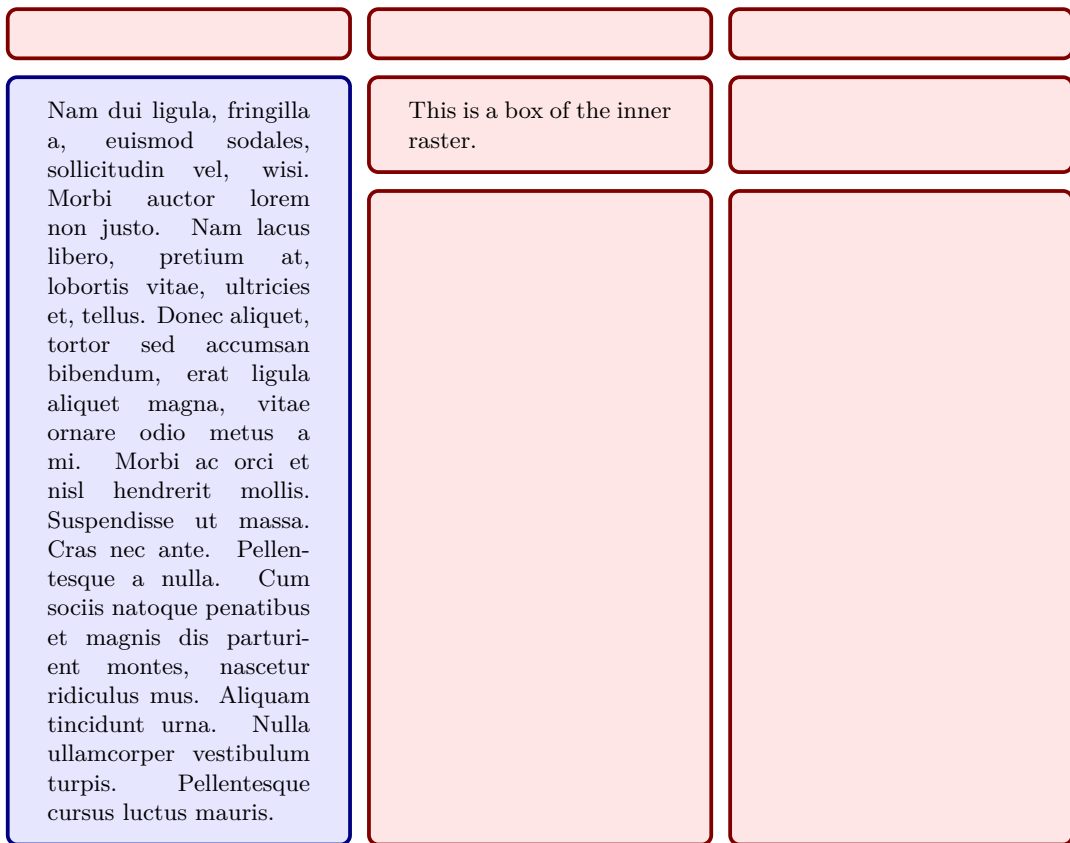 Nam dui ligula, fringilla
a, euismod sodales,
sollicitudin vel, wisi.
Morbi auctor lorem
non justo. Nam lacus
libero, pretium at,
lobortis vitae, ultricies
et, tellus. Donec aliquet,
tortor sed accumsan
bibendum, erat ligula
aliquet magna, vitae
ornare odio metus a
mi. Morbi ac orci et
nisl hendrerit mollis.
Suspendisse ut massa.
Cras nec ante. Pellen-
tesque a nulla. Cum
sociis natoque penatibus
et magnis dis parturi-
ent montes, nascetur
ridiculus mus. Aliquam
tincidunt urna. Nulla
ullamcorper vestibulum
turpis. Pellentesque
cursus luctus mauris.
This is a box of the inner
raster.